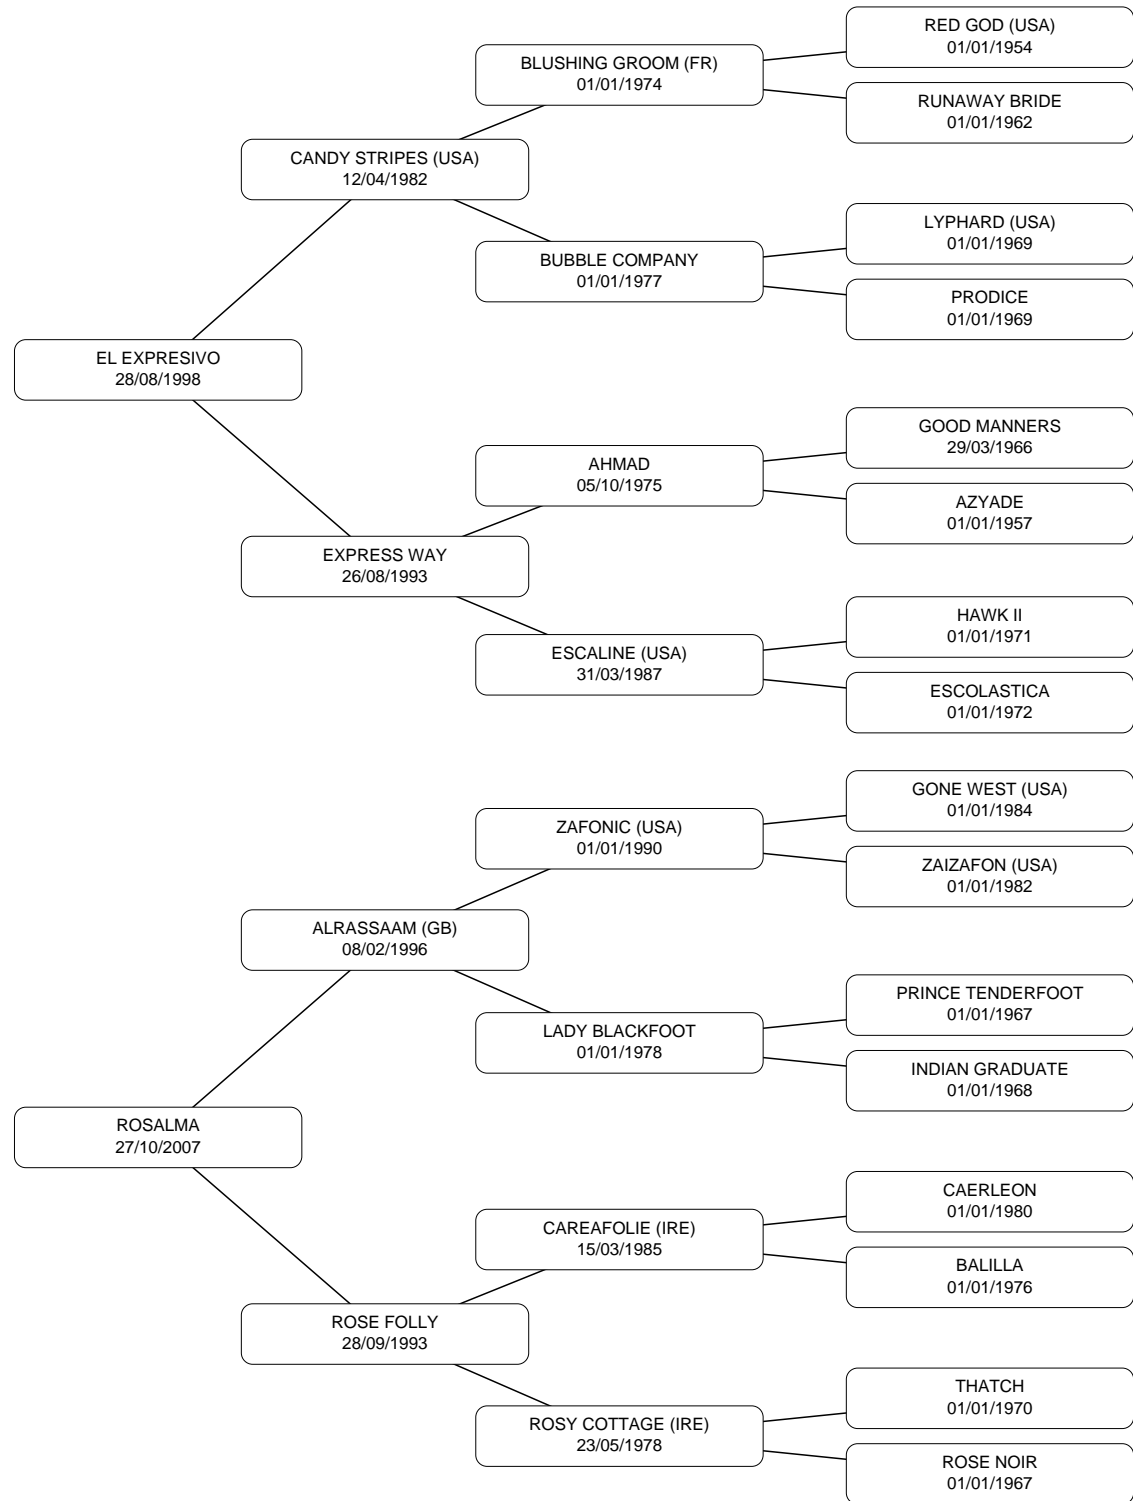 RED GOD (USA)
01/01/1954
BLUSHING GROOM (FR)
01/01/1974
RUNAWAY BRIDE
01/01/1962
CANDY STRIPES (USA)
12/04/1982
LYPHARD (USA)
01/01/1969
BUBBLE COMPANY
01/01/1977
PRODICE
01/01/1969
EL EXPRESIVO
28/08/1998
GOOD MANNERS
29/03/1966
AHMAD
05/10/1975
AZYADE
01/01/1957
EXPRESS WAY
26/08/1993
HAWK II
01/01/1971
ESCALINE (USA)
31/03/1987
ESCOLASTICA
01/01/1972
GONE WEST (USA)
01/01/1984
ZAFONIC (USA)
01/01/1990
ZAIZAFON (USA)
01/01/1982
ALRASSAAM (GB)
08/02/1996
PRINCE TENDERFOOT
01/01/1967
LADY BLACKFOOT
01/01/1978
INDIAN GRADUATE
01/01/1968
ROSALMA
27/10/2007
CAERLEON
01/01/1980
CAREAFOLIE (IRE)
15/03/1985
BALILLA
01/01/1976
ROSE FOLLY
28/09/1993
THATCH
01/01/1970
ROSY COTTAGE (IRE)
23/05/1978
ROSE NOIR
01/01/1967